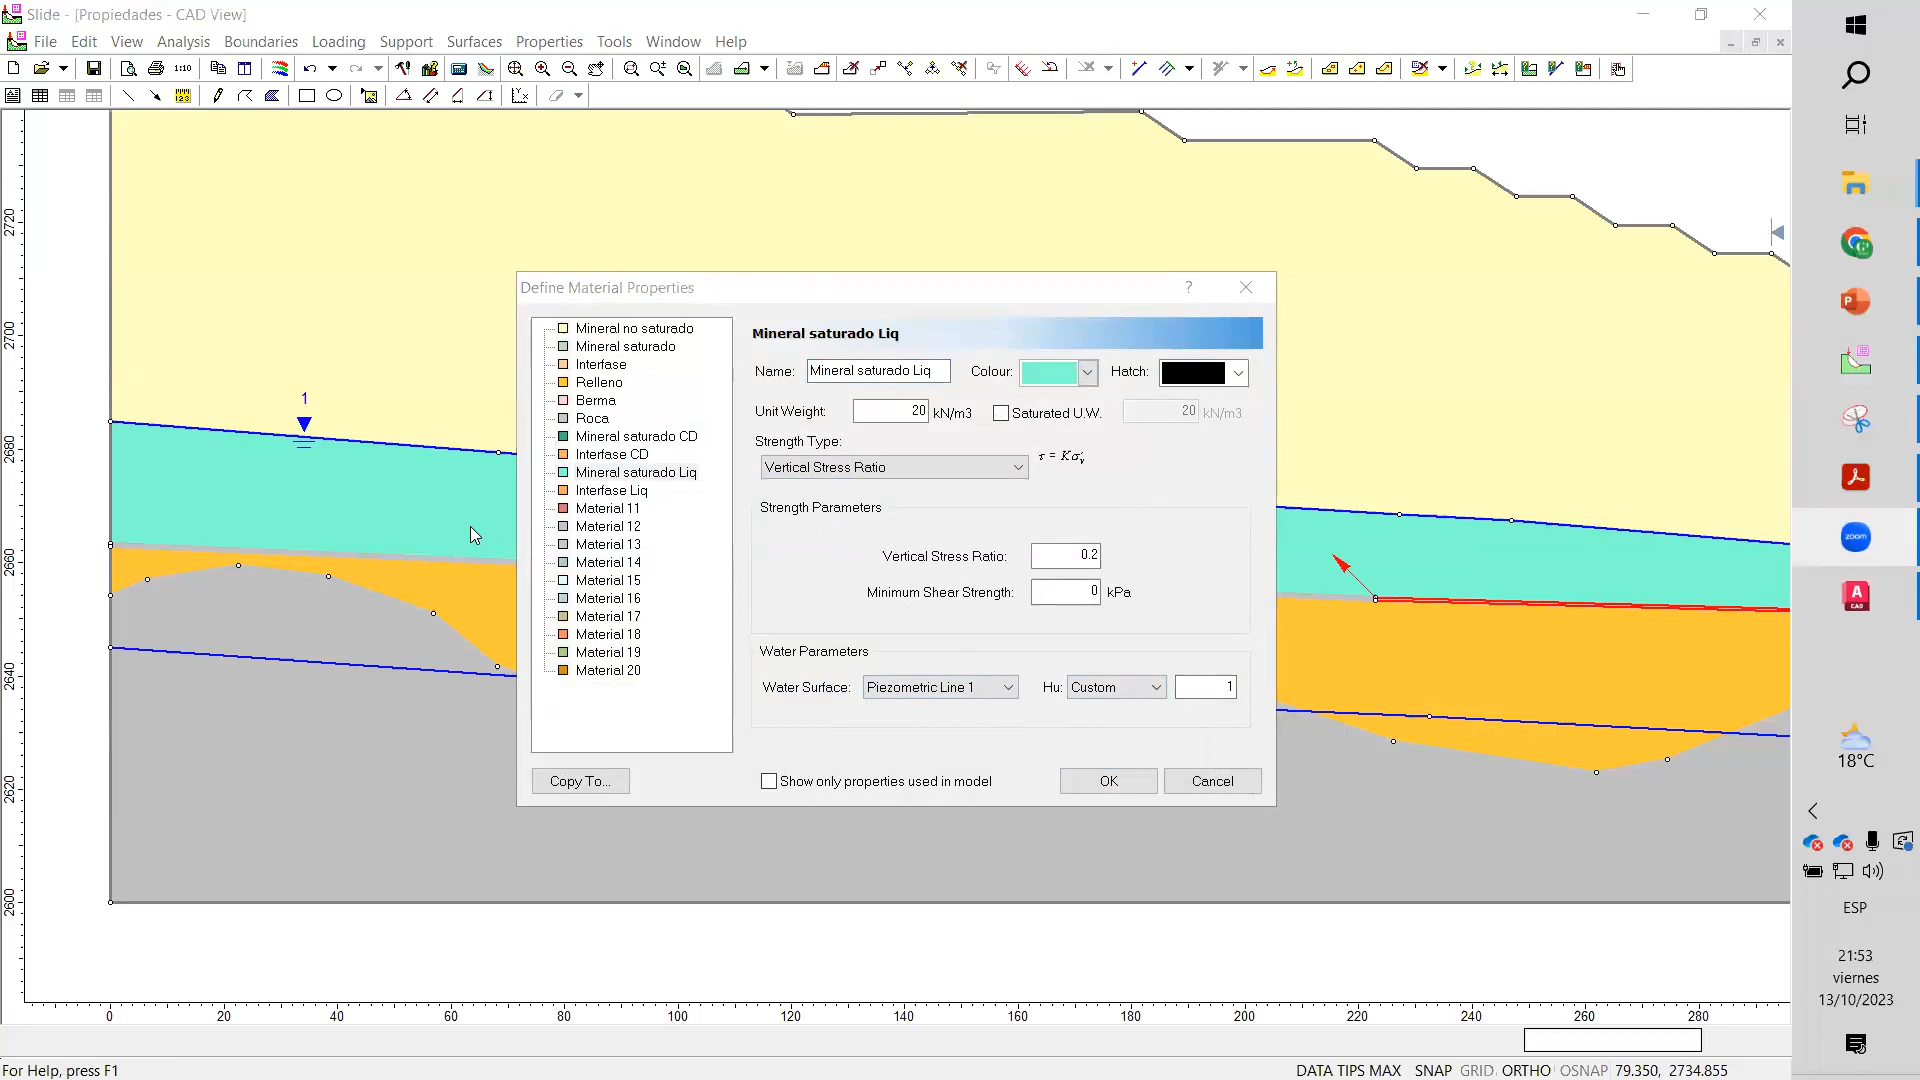 Slide - [Propiedades - CAD View]
File Edit View Analysis Boundaries Loading Support Surfaces Properties Tools Window Help
1:10
123
2720
2700
2680
2660
2640
2620
2600
1
Define Material Properties
?
Mineral no saturado
Mineral saturado
Interfase
Relleno
Berma
Roca
Mineral saturado CD
Interfase CD
Mineral saturado Liq
Interfase Liq
Material 11
Material 12
Material 13
Material 14
Material 15
Material 16
Material 17
Material 18
Material 19
Material 20
Copy To...
Mineral saturado Liq
Name: Mineral saturado Liq Colour: Hatch:
Unit Weight: 20 kN/m3 Saturated U.W. 20 kN/m3
Strength Type:
Vertical Stress Ratio τ = Kσ'v
Strength Parameters
Vertical Stress Ratio: 0.2
Minimum Shear Strength: 0 kPa
Water Parameters
Water Surface: Piezometric Line 1 Hu: Custom 1
Show only properties used in model OK Cancel
0 20 40 60 80 100 120 140 160 180 200 220 240 260 280
For Help, press F1
DATA TIPS MAX SNAP GRID ORTHO OSNAP 79.350, 2734.855
zoom
A
CAD
18°C
ESP
21:53
viernes
13/10/2023